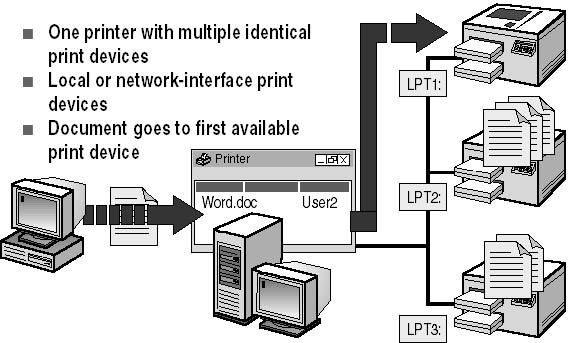 One printer with multiple identical
print devices
Local or network-interface print
devices
Document goes to first available
print device
Printer
Word.doc User2
LPT1:
LPT2:
LPT3: